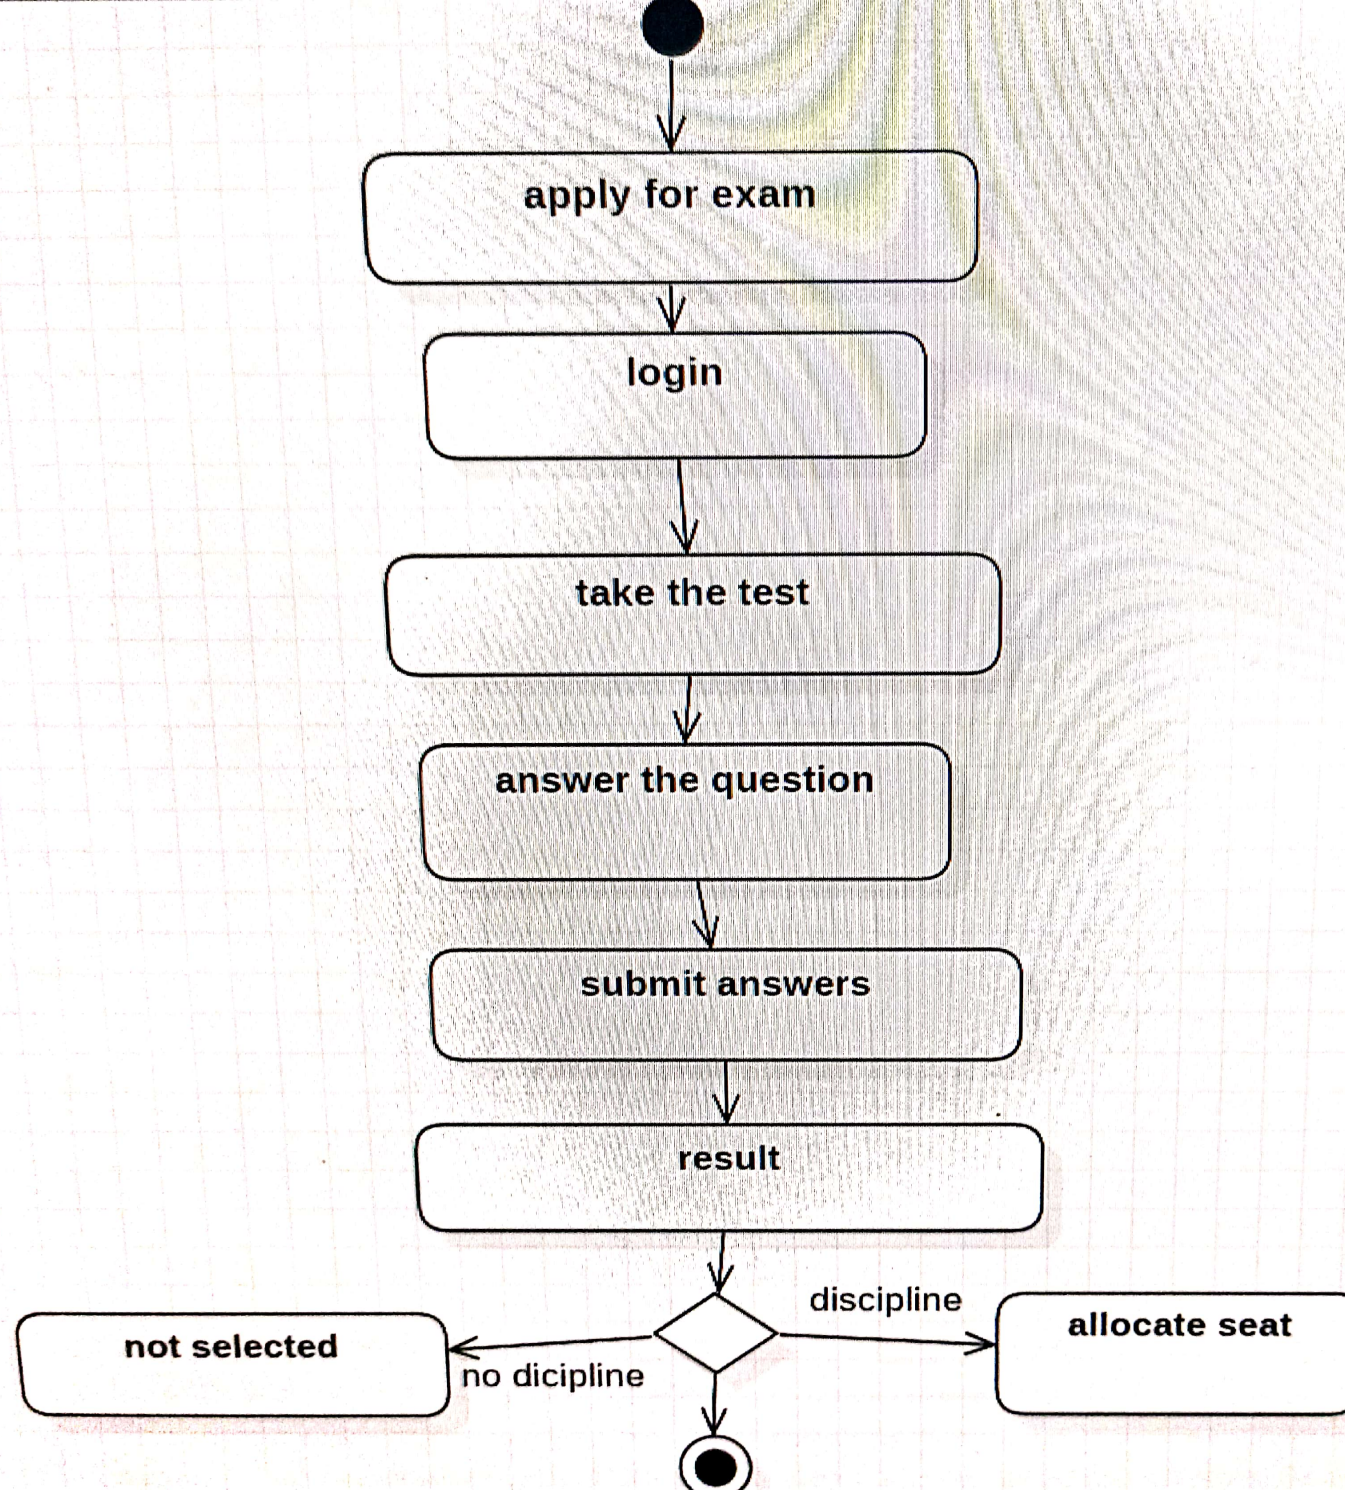 apply for exam
login
take the test
answer the question
submit answers
result
discipline
allocate seat
not selected
no dicipline